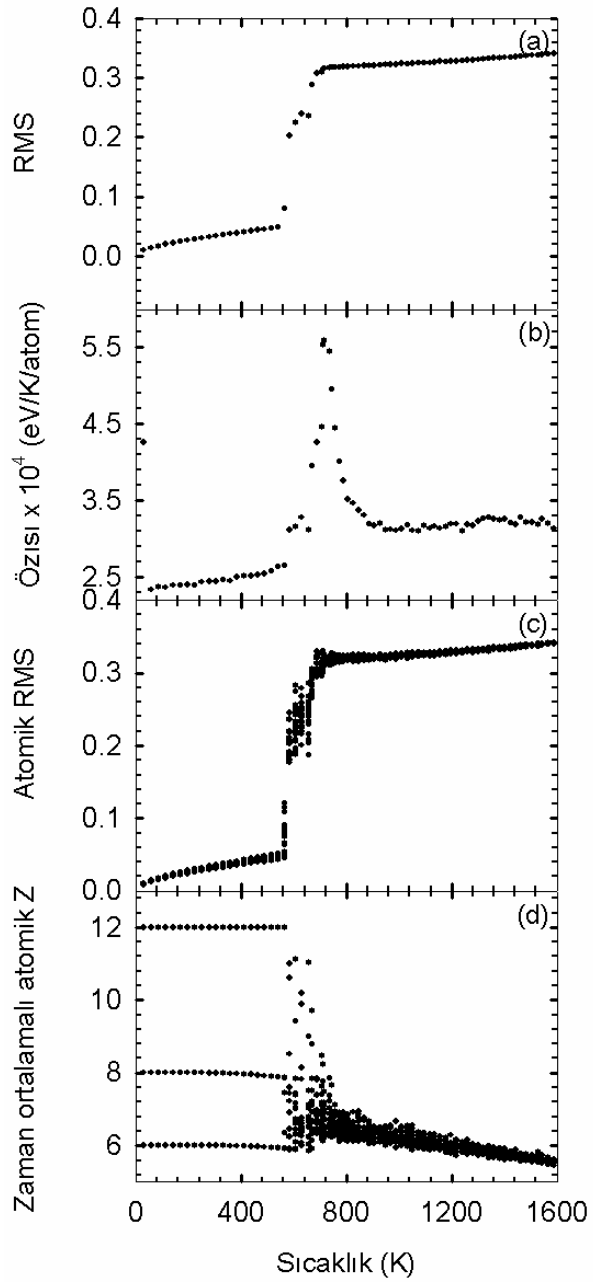 0.4
(a)
0.3
RMS
0.2
0.1
0.0
(b)
5.5
Özısı x 10⁴ (eV/K/atom)
4.5
3.5
2.5
0.4
(c)
0.3
Atomik RMS
0.2
0.1
0.0
(d)
12
Zaman ortalamalı atomik Z
10
8
6
0 400 800 1200 1600
Sıcaklık (K)